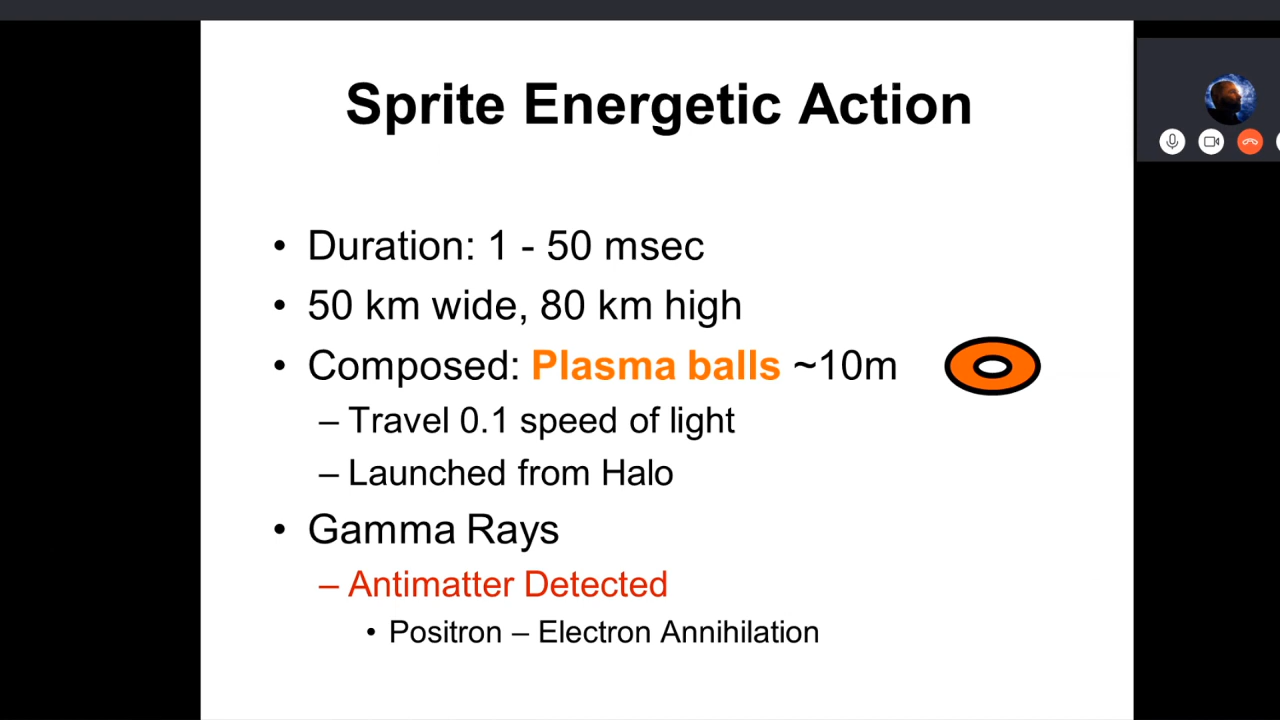 Sprite Energetic Action
• Duration: 1 - 50 msec
• 50 km wide, 80 km high
• Composed: Plasma balls ~10m
– Travel 0.1 speed of light
– Launched from Halo
• Gamma Rays
– Antimatter Detected
• Positron – Electron Annihilation